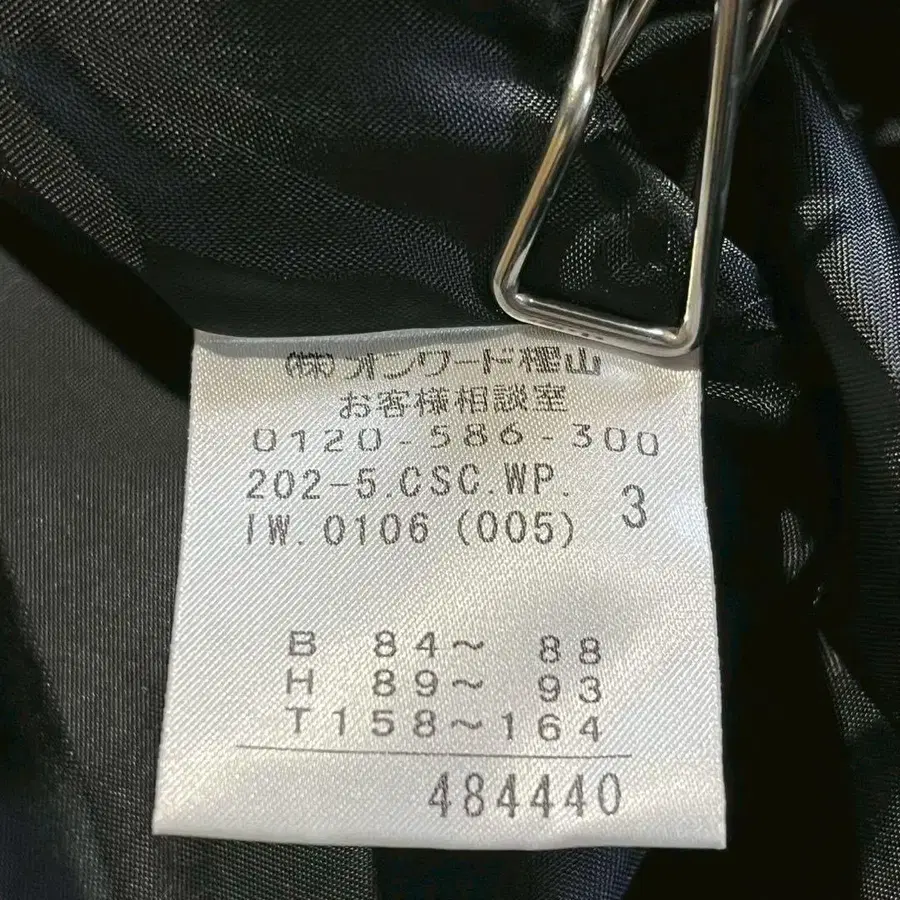 (株)オンワード樫山
お客様相談室
0120-586-300
202-5.CSC.WP.
IW.0106 (005) 3
B 84～ 88
H 89～ 93
T158～164
484440